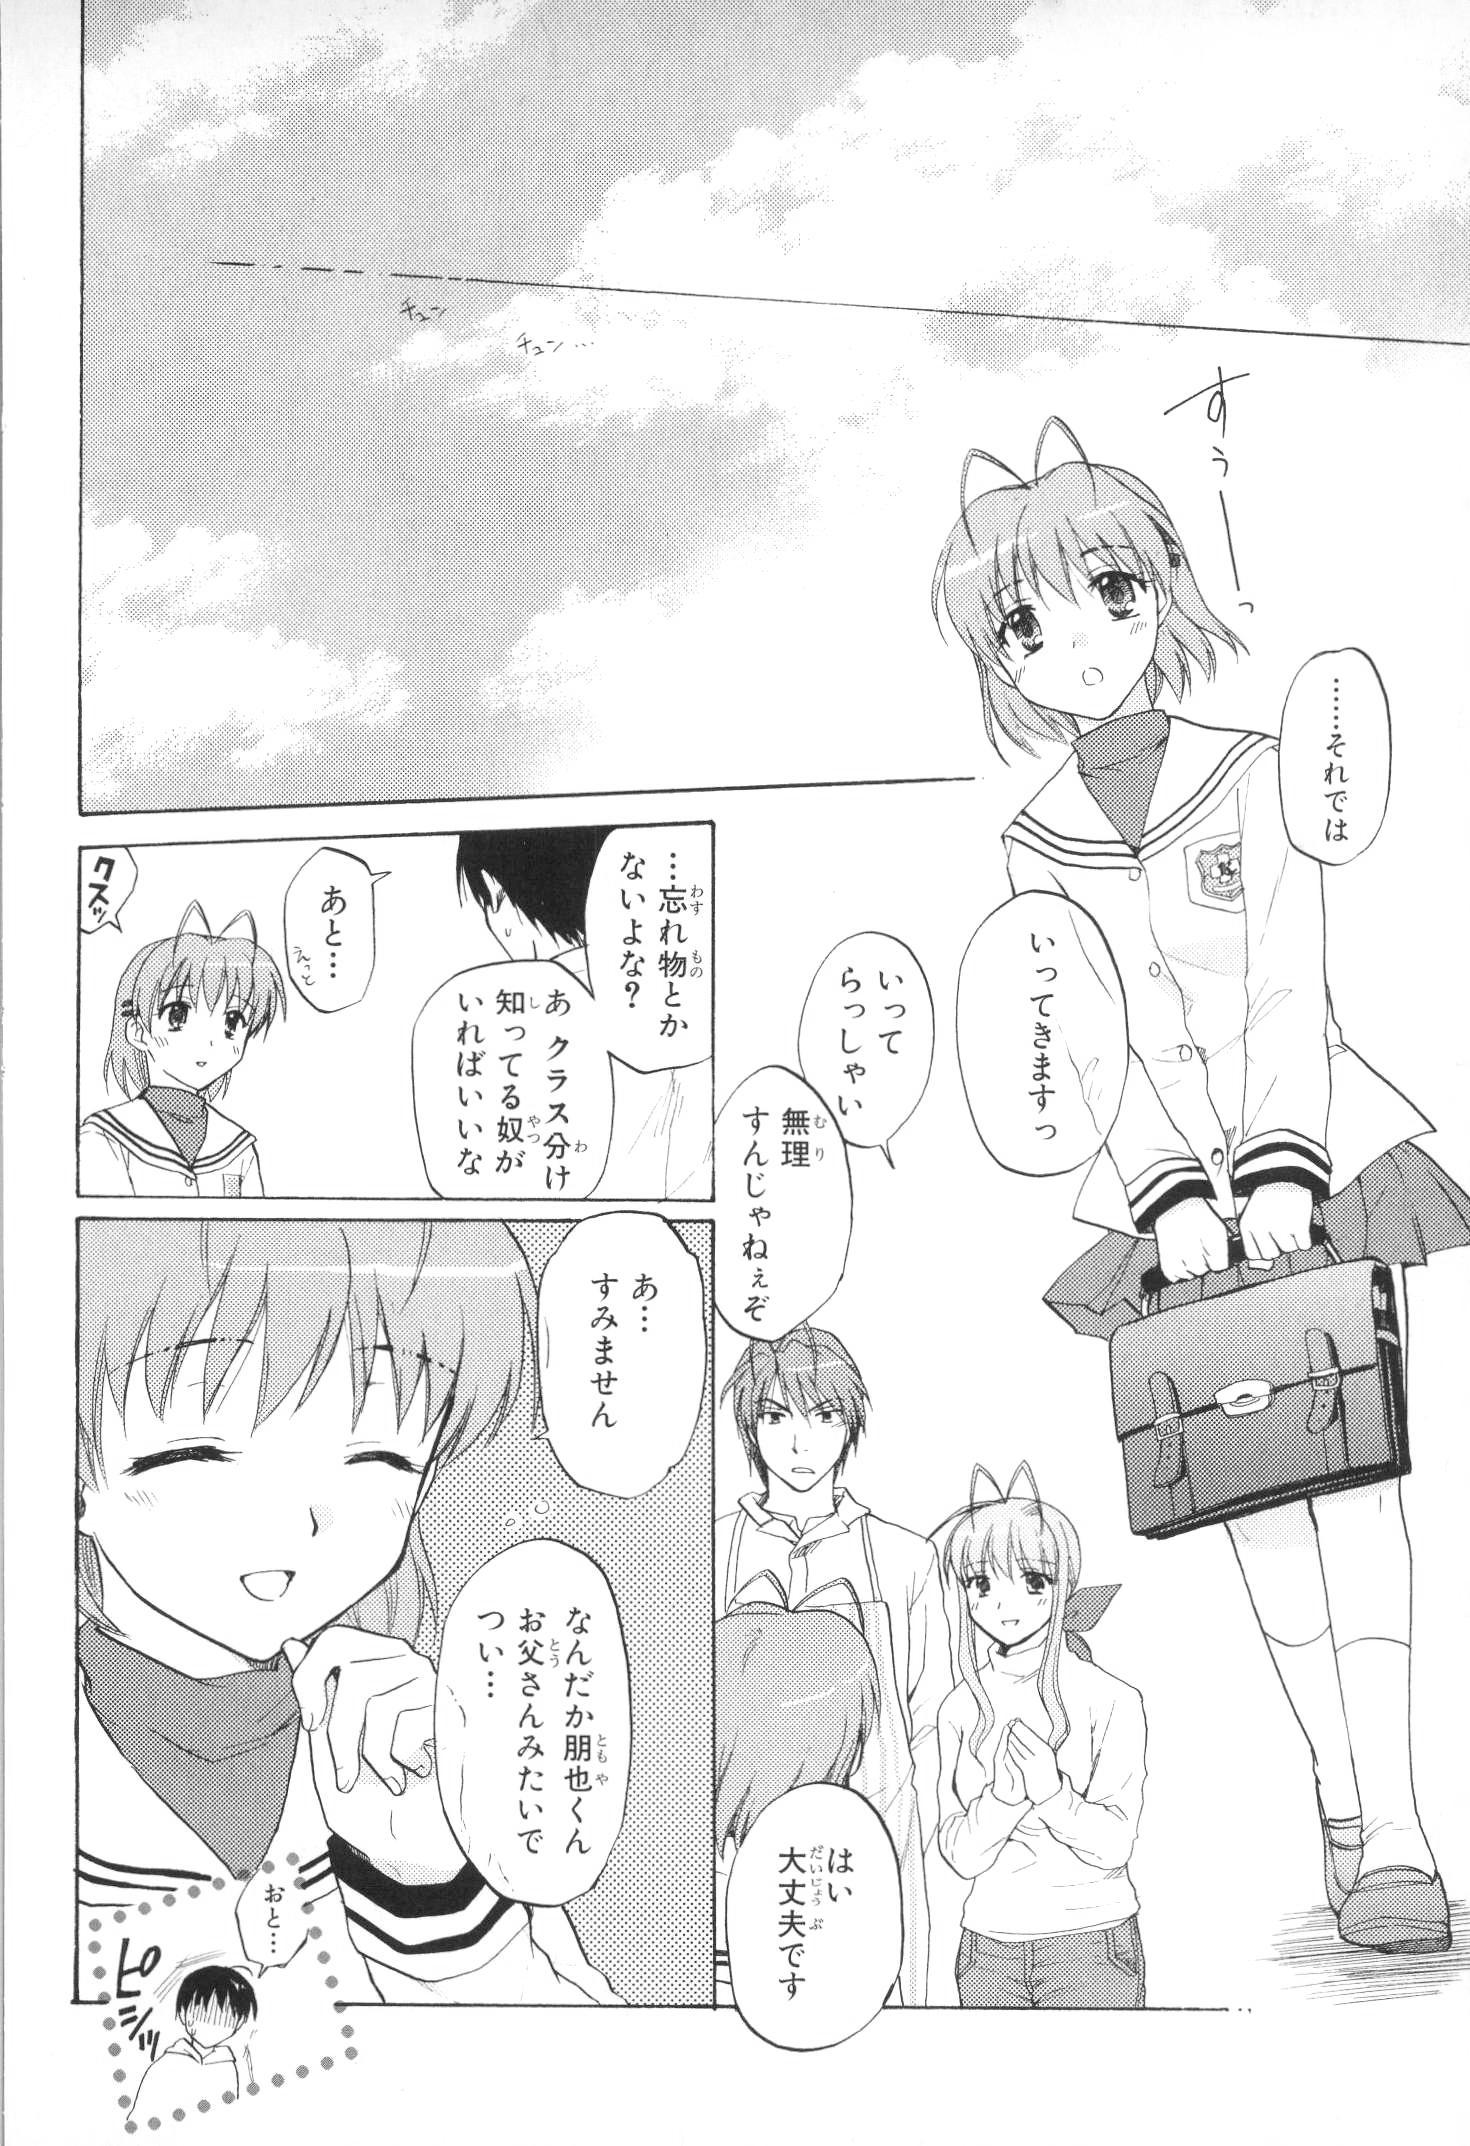 チュン
チュン…
すぅーっ
……それでは
いってきますっ
いって
らっしゃい
無理
すんじゃねぇぞ
はい
大丈夫です
…忘れ物とか
ないよな?
あ クラス分け
知ってる奴が
いればいいな
あと…
えっと
クスッ
あ…
すみません
なんだか朋也くん
お父さんみたいで
つい…
おと…
ピシッ